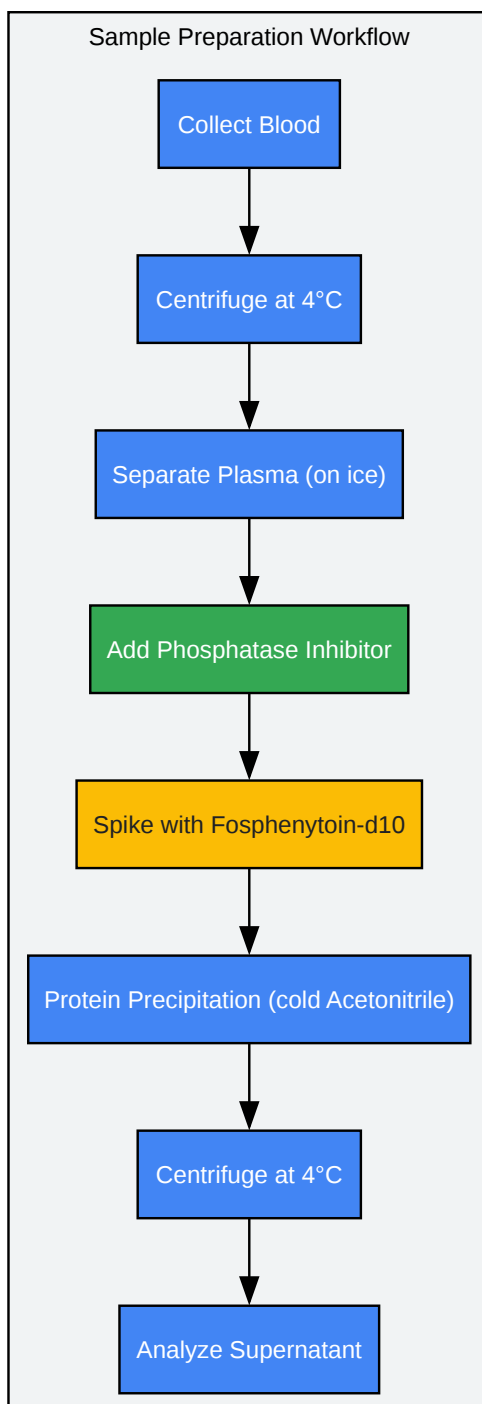 Sample Preparation Workflow
Collect Blood
Centrifuge at 4°C
Separate Plasma (on ice)
Add Phosphatase Inhibitor
Spike with Fosphenytoin-d10
Protein Precipitation (cold Acetonitrile)
Centrifuge at 4°C
Analyze Supernatant